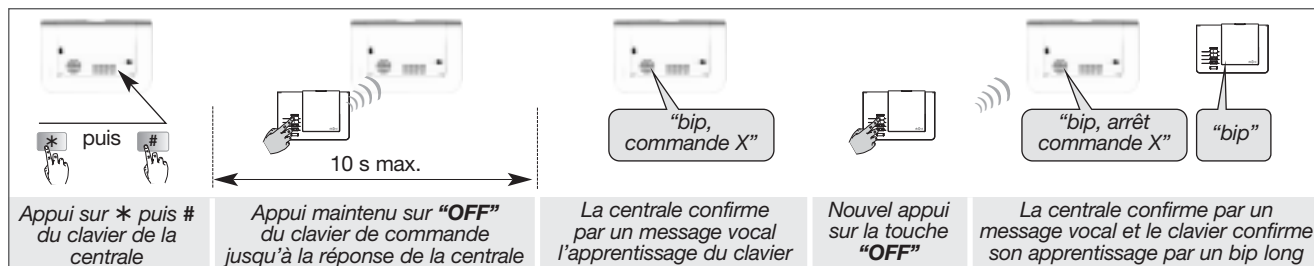 * puis #
10 s max.
“bip,
commande X”
“bip, arrêt
commande X”
“bip”
Appui sur * puis #
du clavier de la
centrale
Appui maintenu sur “OFF”
du clavier de commande
jusqu’à la réponse de la centrale
La centrale confirme
par un message vocal
l’apprentissage du clavier
Nouvel appui
sur la touche
“OFF”
La centrale confirme par un
message vocal et le clavier confirme
son apprentissage par un bip long